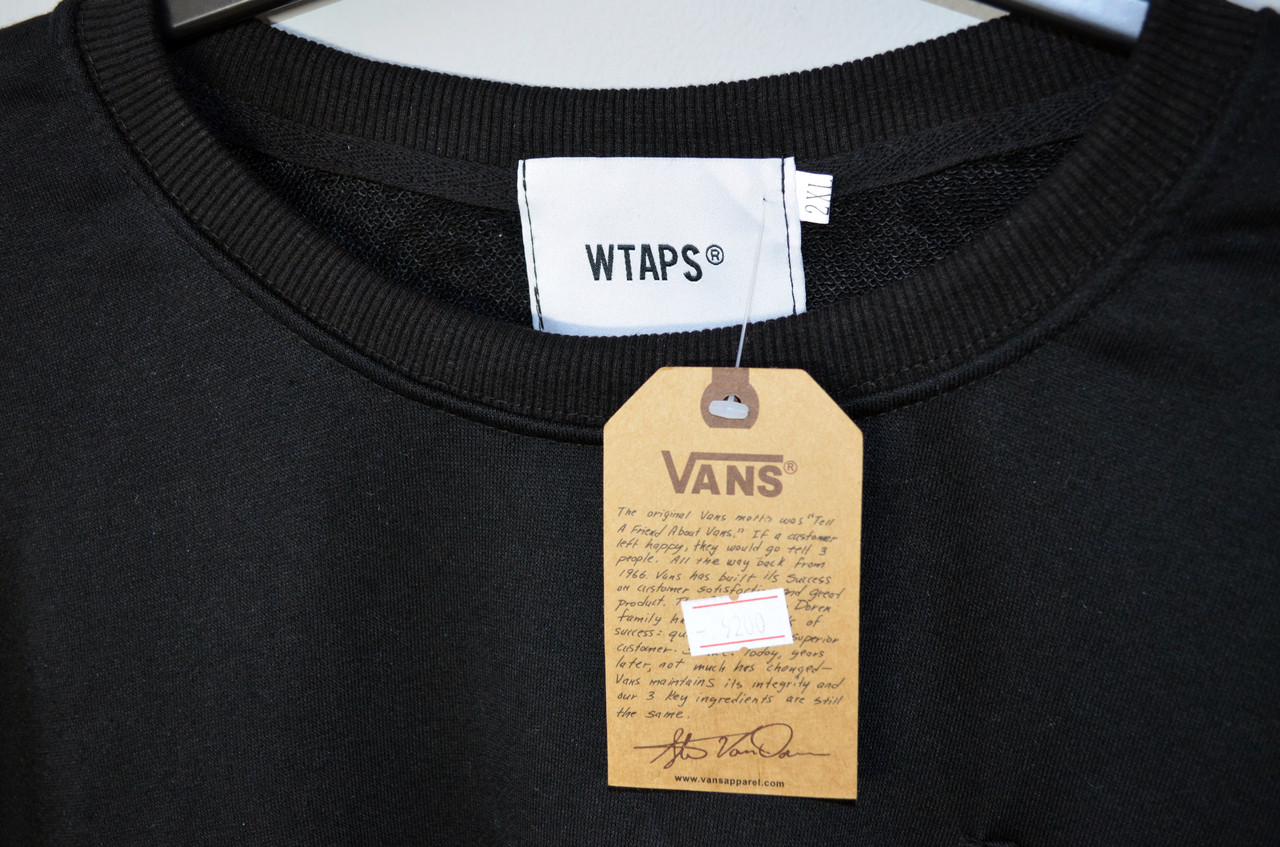 WTAPS®
2XL
VANS®
The original Vans motto was "Tell
A Friend About Vans." If a customer
left happy, they would go tell 3
people. All the way back from
1966. Vans has built its success
on customer satisfaction and great
product. Doren
family of
success: superior
customer. Today, years
later, not much has changed—
Vans maintains its integrity and
our 3 key ingredients are still
the same.
www.vansapparel.com